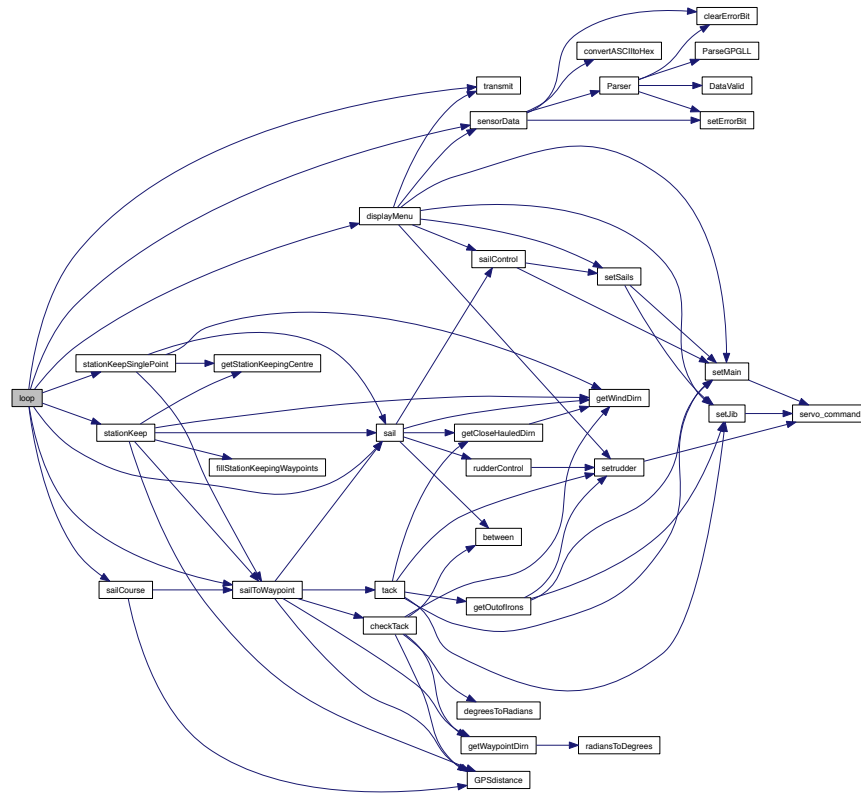 clearErrorBit
convertASCIItoHex
ParseGPGLL
transmit
Parser
DataValid
sensorData
setErrorBit
displayMenu
sailControl
setSails
stationKeepSinglePoint
getStationKeepingCentre
setMain
loop
getWindDirn
setJib
servo_command
stationKeep
sail
getCloseHauledDirn
fillStationKeepingWaypoints
rudderControl
setrudder
between
sailCourse
sailToWaypoint
tack
getOutofIrons
checkTack
degreesToRadians
getWaypointDirn
radiansToDegrees
GPSdistance